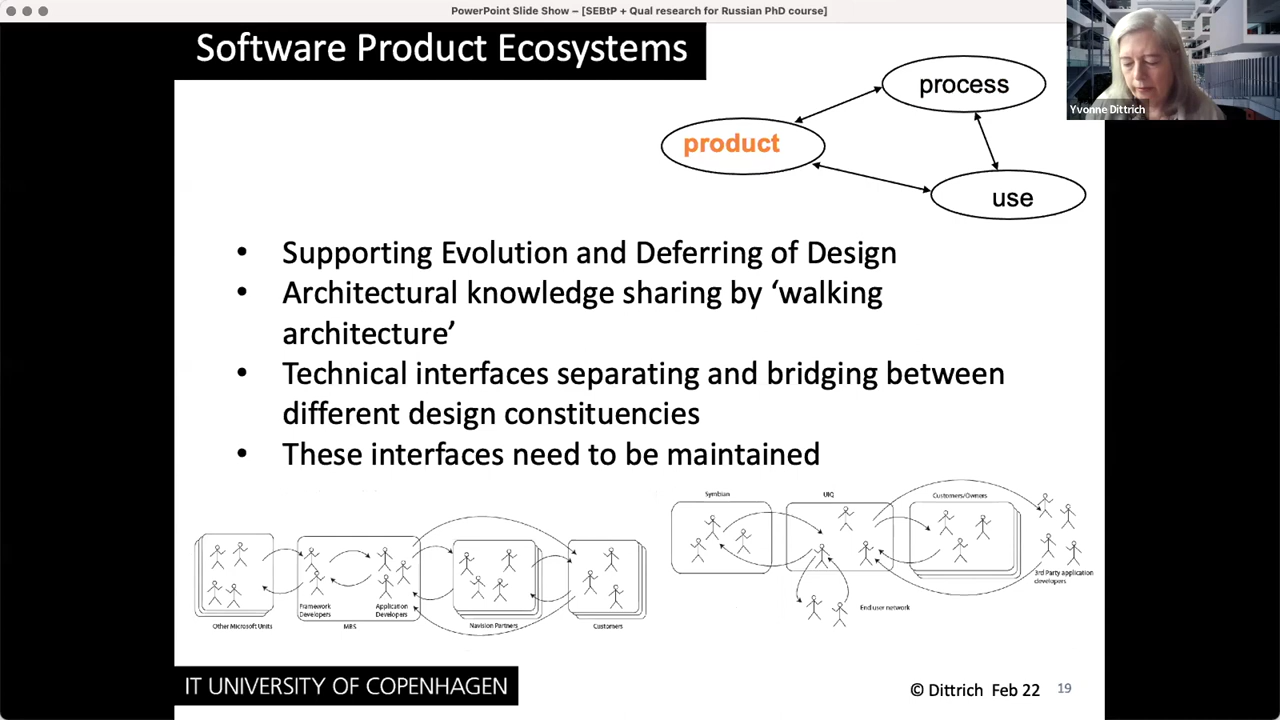 PowerPoint Slide Show – [SEBtP + Qual research for Russian PhD course]
Software Product Ecosystems
process
product
use
Yvonne Dittrich
• Supporting Evolution and Deferring of Design
• Architectural knowledge sharing by ‘walking
architecture’
• Technical interfaces separating and bridging between
different design constituencies
• These interfaces need to be maintained
Framework
Developers
Application
Developers
Other Microsoft Units
MBS
Navision Partners
Customers
Symbian
UIQ
Customers/Owners
3rd Party application
developers
End user network
IT UNIVERSITY OF COPENHAGEN
© Dittrich Feb 22
19